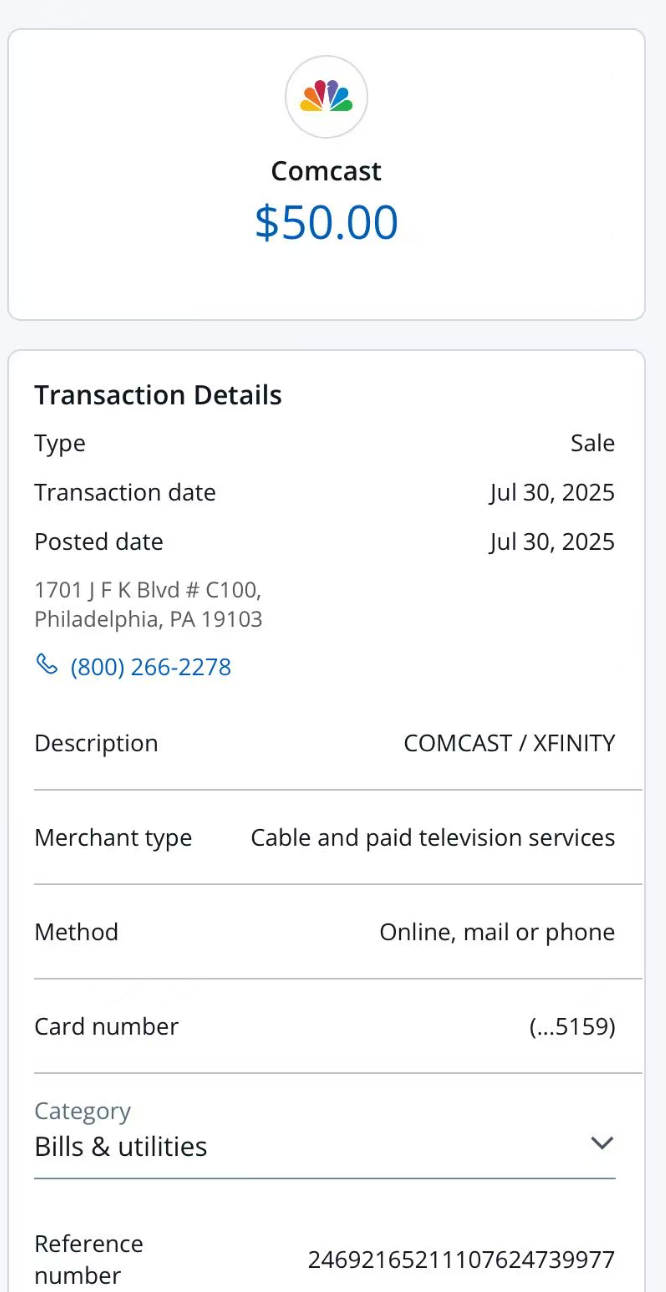 Comcast
$50.00
Transaction Details
Type Sale
Transaction date Jul 30, 2025
Posted date Jul 30, 2025
1701 J F K Blvd # C100,
Philadelphia, PA 19103
(800) 266-2278
Description COMCAST / XFINITY
Merchant type Cable and paid television services
Method Online, mail or phone
Card number (...5159)
Category
Bills & utilities
Reference
number 24692165211107624739977